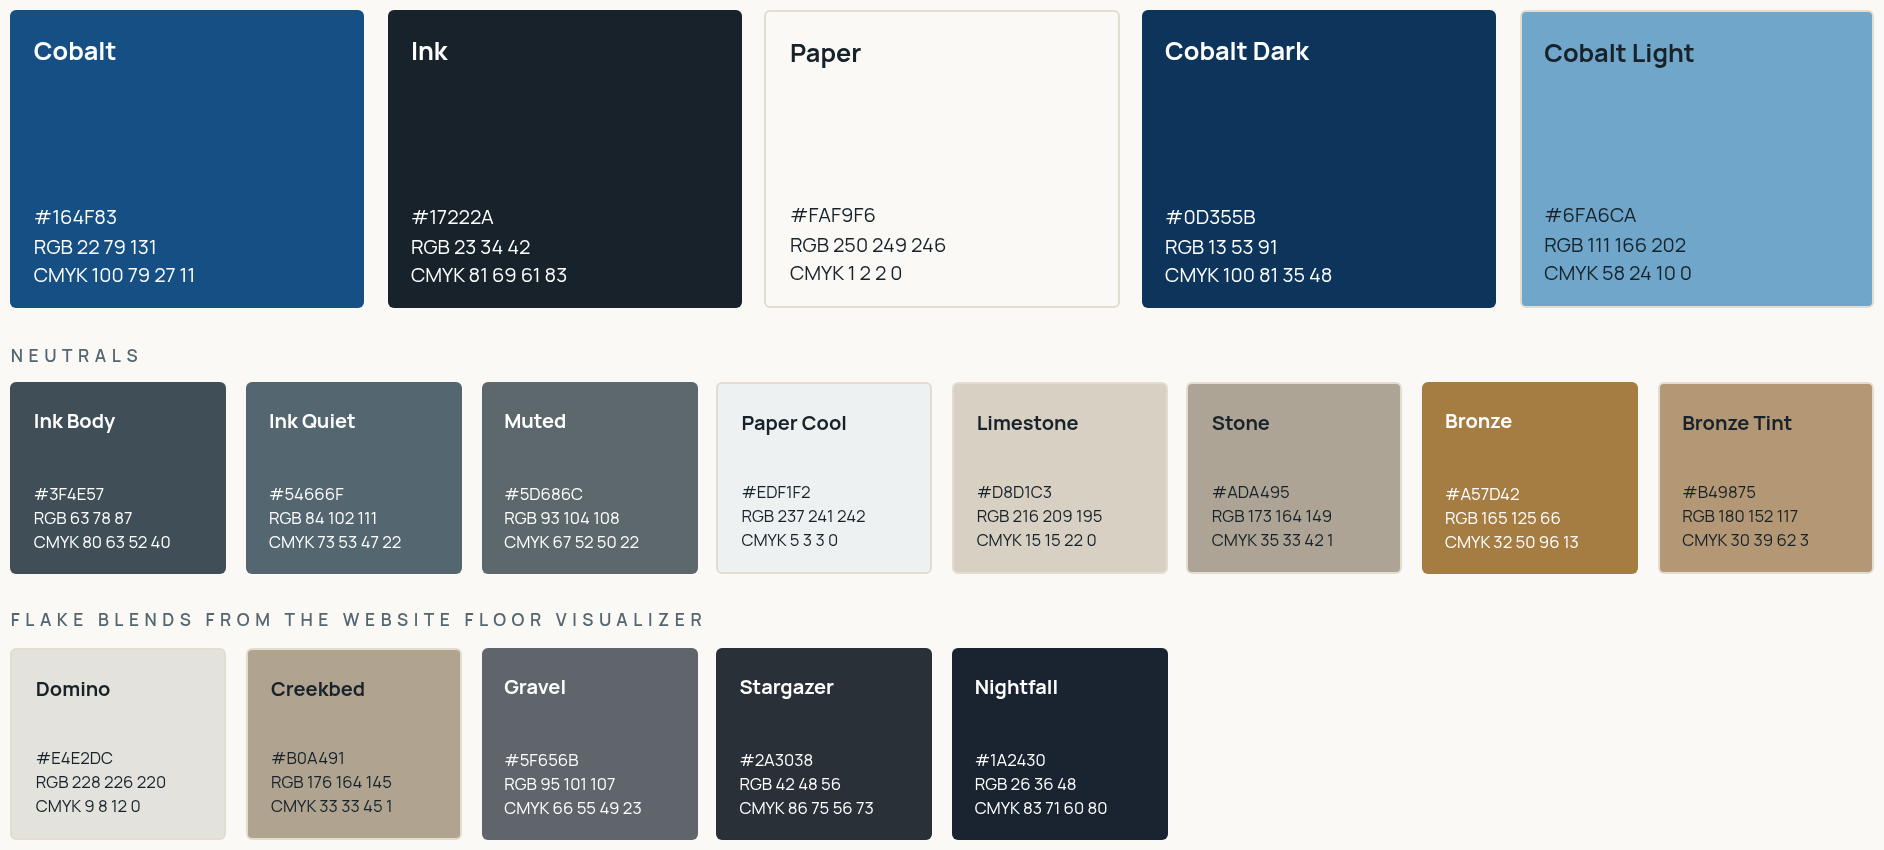 Cobalt
#164F83
RGB 22 79 131
CMYK 100 79 27 11
Ink
#17222A
RGB 23 34 42
CMYK 81 69 61 83
Paper
#FAF9F6
RGB 250 249 246
CMYK 1 2 2 0
Cobalt Dark
#0D355B
RGB 13 53 91
CMYK 100 81 35 48
Cobalt Light
#6FA6CA
RGB 111 166 202
CMYK 58 24 10 0
NEUTRALS
Ink Body
#3F4E57
RGB 63 78 87
CMYK 80 63 52 40
Ink Quiet
#54666F
RGB 84 102 111
CMYK 73 53 47 22
Muted
#5D686C
RGB 93 104 108
CMYK 67 52 50 22
Paper Cool
#EDF1F2
RGB 237 241 242
CMYK 5 3 3 0
Limestone
#D8D1C3
RGB 216 209 195
CMYK 15 15 22 0
Stone
#ADA495
RGB 173 164 149
CMYK 35 33 42 1
Bronze
#A57D42
RGB 165 125 66
CMYK 32 50 96 13
Bronze Tint
#B49875
RGB 180 152 117
CMYK 30 39 62 3
FLAKE BLENDS FROM THE WEBSITE FLOOR VISUALIZER
Domino
#E4E2DC
RGB 228 226 220
CMYK 9 8 12 0
Creekbed
#B0A491
RGB 176 164 145
CMYK 33 33 45 1
Gravel
#5F656B
RGB 95 101 107
CMYK 66 55 49 23
Stargazer
#2A3038
RGB 42 48 56
CMYK 86 75 56 73
Nightfall
#1A2430
RGB 26 36 48
CMYK 83 71 60 80